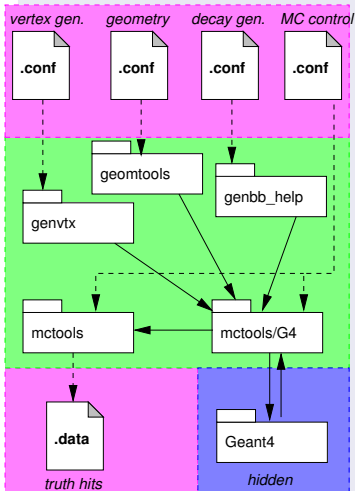 vertex gen. geometry decay gen. MC control
.conf .conf .conf .conf
geomtools
genbb_help
genvtx
mctools mctools/G4
.data
Geant4
truth hits hidden